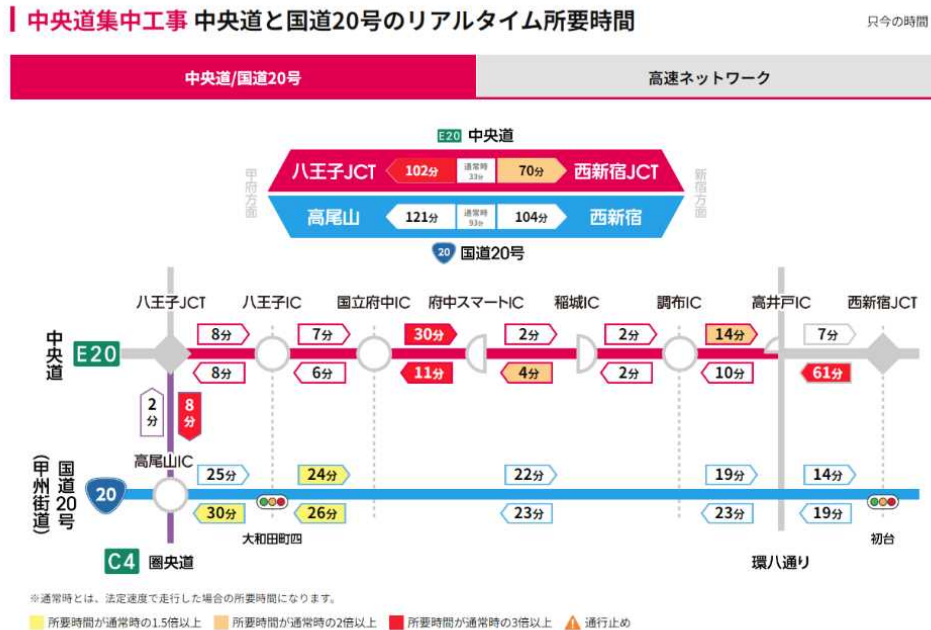 中央道集中工事 中央道と国道20号のリアルタイム所要時間
只今の時間
中央道/国道20号
高速ネットワーク
E20 中央道
甲府方面
八王子JCT 102分 通常時 33分 70分 西新宿JCT
新宿方面
高尾山 121分 通常時 93分 104分 西新宿
20 国道20号
八王子JCT 八王子IC 国立府中IC 府中スマートIC 稲城IC 調布IC 高井戸IC 西新宿JCT
中央道 E20
8分 7分 30分 2分 2分 14分 7分
8分 6分 11分 4分 2分 10分 61分
2分 8分
高尾山IC
国道20号
(甲州街道)
20
25分 24分 22分 19分 14分
30分 26分 23分 23分 19分
大和田町四
初台
C4 圏央道
環八通り
※通常時とは、法定速度で走行した場合の所要時間になります。
所要時間が通常時の1.5倍以上 所要時間が通常時の2倍以上 所要時間が通常時の3倍以上 通行止め